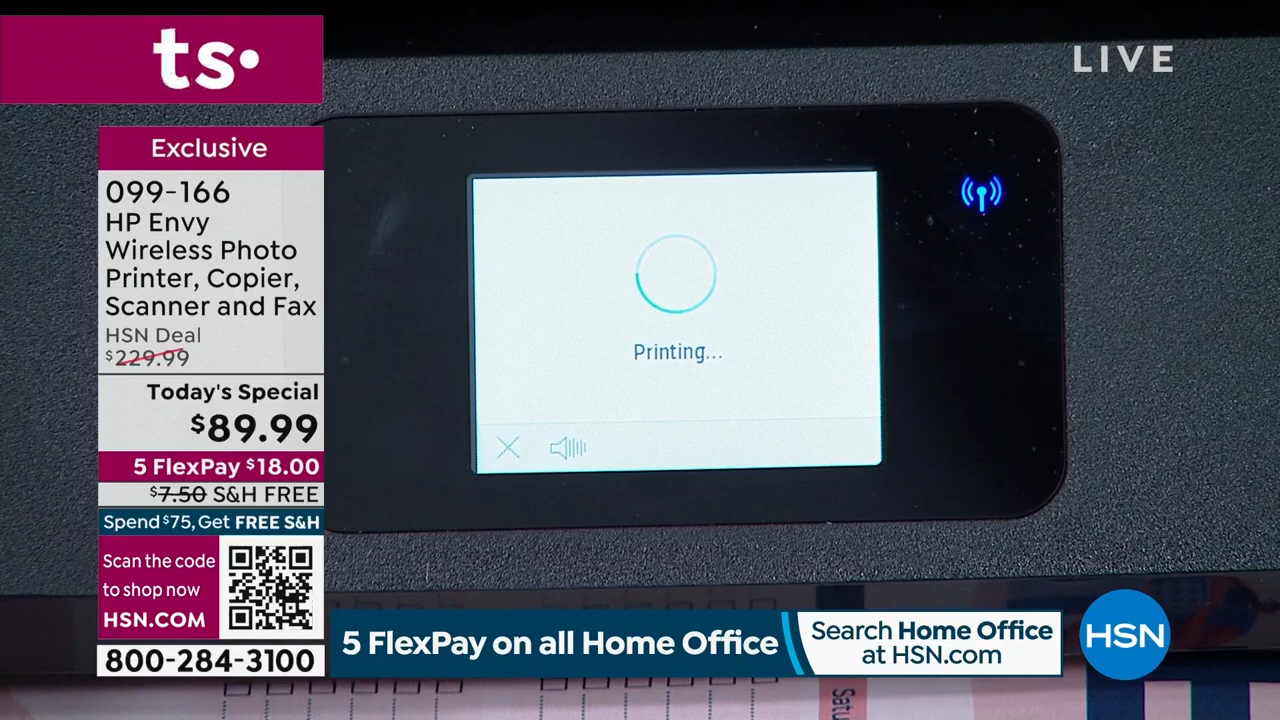 ts•
LIVE
Exclusive
099-166
HP Envy
Wireless Photo
Printer, Copier,
Scanner and Fax
HSN Deal
$229.99
Today's Special
$89.99
5 FlexPay $18.00
$7.50 S&H FREE
Spend $75, Get FREE S&H
Scan the code
to shop now
HSN.COM
800-284-3100
Printing...
5 FlexPay on all Home Office
Search Home Office
at HSN.com
HSN